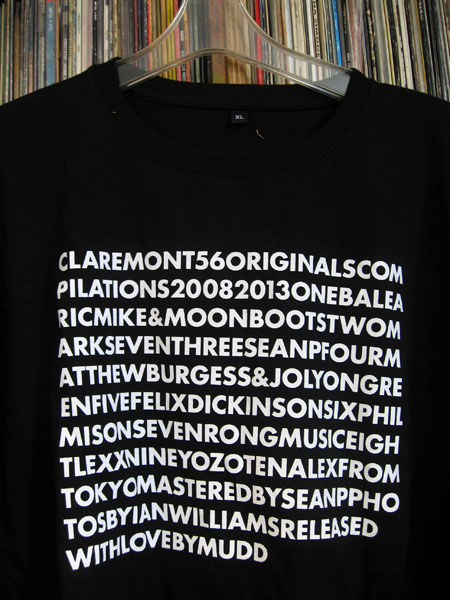 XL
CLAREMONT56ORIGINALSCOM
PILATIONS20082013ONEBALEA
RICMIKE&MOONBOOTSTWOM
ARKSEVENTHREESEANPFOURM
ATTHEWBURGESS&JOLYONGRE
ENFIVEFELIXDICKINSONSIXPHIL
MISONSEVENRONGMUSICEIGH
TLEXXNINEYOZOTENALEXFROM
TOKYOMASTEREDBYSEANPPHO
TOSBYIANWILLIAMSRELEASED
WITHLOVEBYMUDD